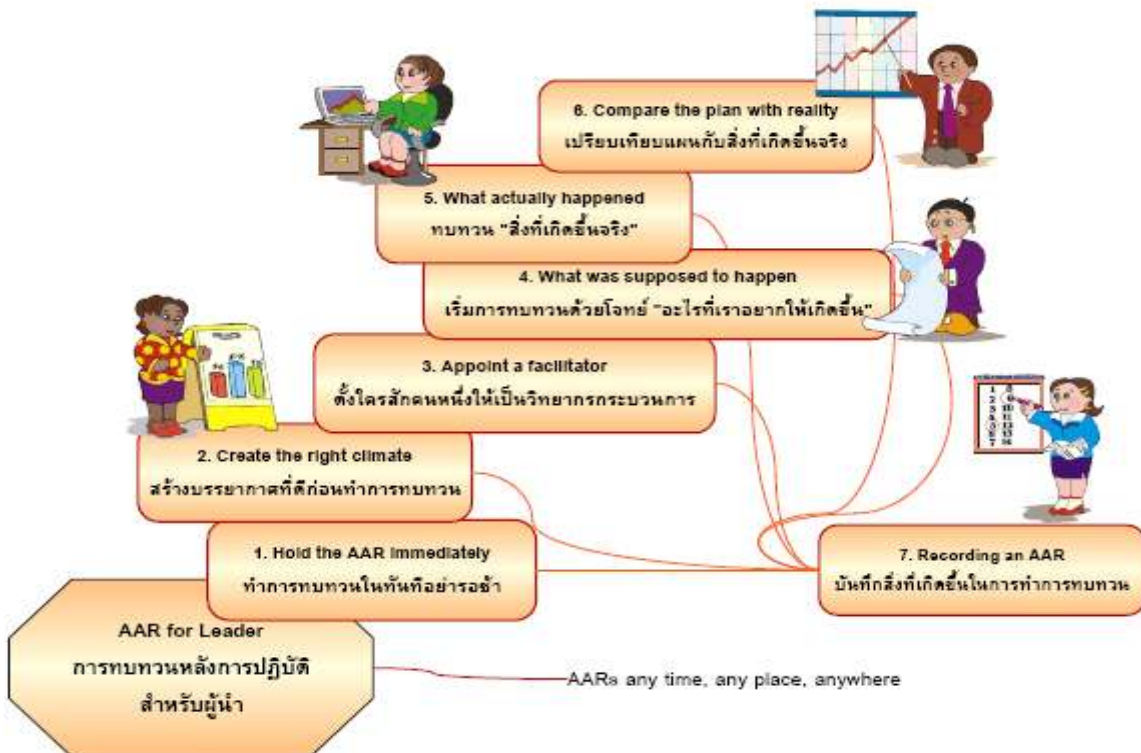 6. Compare the plan with reality
เปรียบเทียบแผนกับสิ่งที่เกิดขึ้นจริง
5. What actually happened
ทบทวน "สิ่งที่เกิดขึ้นจริง"
4. What was supposed to happen
เริ่มการทบทวนด้วยโจทย์ "อะไรที่เราอยากให้เกิดขึ้น"
3. Appoint a facilitator
ตั้งใครสักคนหนึ่งให้เป็นวิทยากรกระบวนการ
2. Create the right climate
สร้างบรรยากาศที่ดีก่อนทำการทบทวน
1. Hold the AAR immediately
ทำการทบทวนในทันทีอย่ารอช้า
7. Recording an AAR
บันทึกสิ่งที่เกิดขึ้นในการทำการทบทวน
AAR for Leader
การทบทวนหลังการปฏิบัติ
สำหรับผู้นำ
AARs any time, any place, anywhere